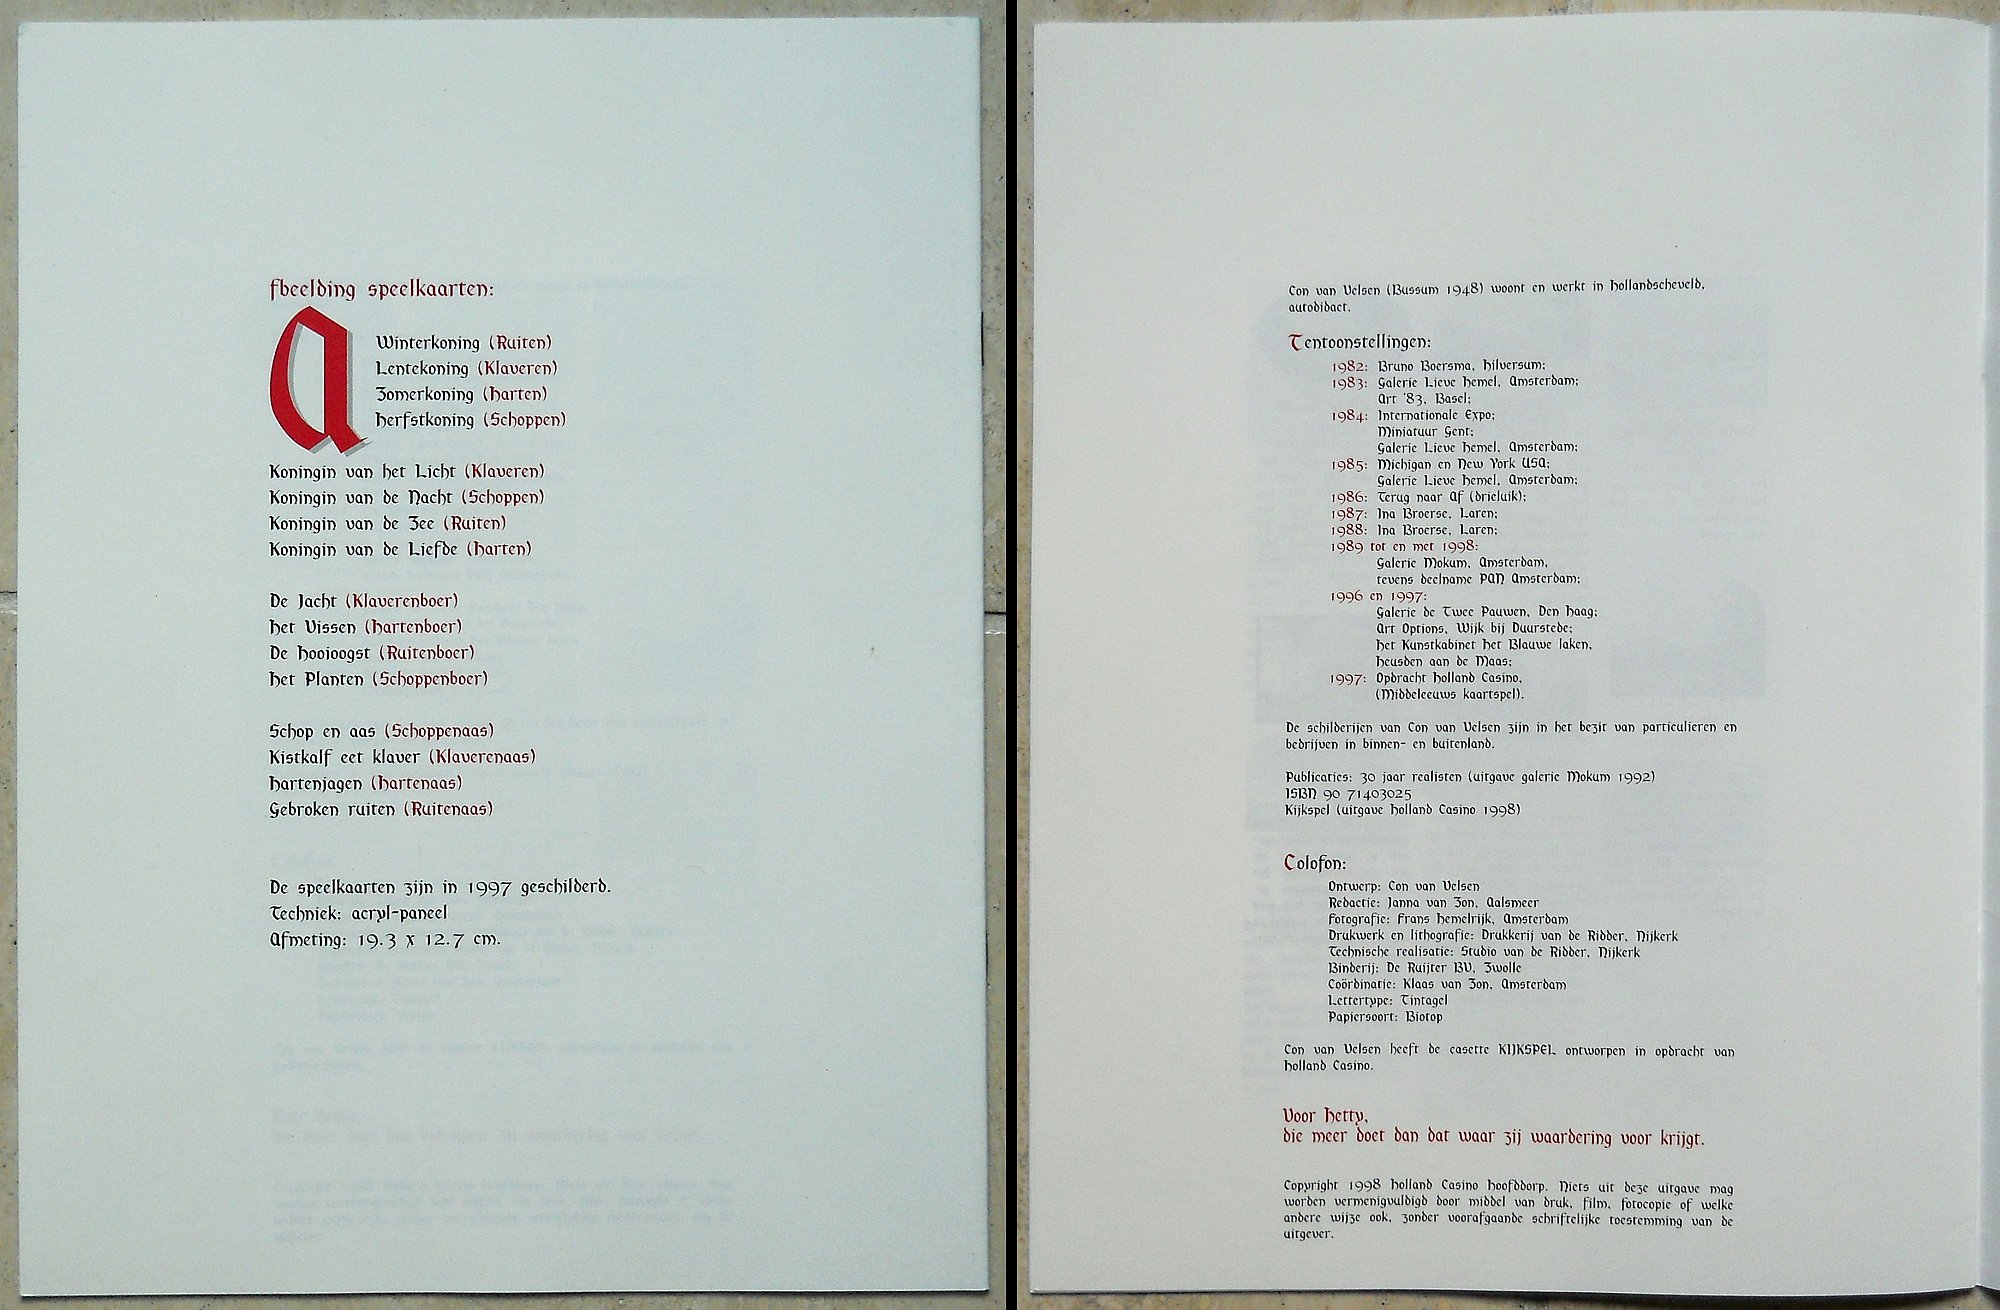 Afbeelding speelkaarten:
Winterkoning (Ruiten)
Lentekoning (Klaveren)
Zomerkoning (Harten)
Herfstkoning (Schoppen)
Koningin van het Licht (Klaveren)
Koningin van de Nacht (Schoppen)
Koningin van de Zee (Ruiten)
Koningin van de Liefde (Harten)
De Jacht (Klaverenboer)
Het Vissen (Hartenboer)
De Hooioogst (Ruitenboer)
Het Planten (Schoppenboer)
Schop en aas (Schoppenaas)
Kistkalf eet klaver (Klaverenaas)
Hartenjagen (Hartenaas)
Gebroken ruiten (Ruitenaas)
De speelkaarten zijn in 1997 geschilderd.
Techniek: acryl-paneel
Afmeting: 19.3 x 12.7 cm.
Con van Velsen (Bussum 1948) woont en werkt in Hollandscheveld,
autodidact.
Tentoonstellingen:
1982: Bruno Boersma, Hilversum;
1983: Galerie Lieve Hemel, Amsterdam;
Art '83, Basel;
1984: Internationale Expo;
Miniatuur Gent;
Galerie Lieve Hemel, Amsterdam;
1985: Michigan en New York USA;
Galerie Lieve Hemel, Amsterdam;
1986: Terug naar Af (drieluik);
1987: Ina Broerse, Laren;
1988: Ina Broerse, Laren;
1989 tot en met 1998:
Galerie Mokum, Amsterdam,
tevens deelname PAN Amsterdam;
1996 en 1997:
Galerie de Twee Pauwen, Den Haag;
Art Options, Wijk bij Duurstede;
Het Kunstkabinet Het Blauwe laken,
Heusden aan de Maas;
1997: Opdracht Holland Casino,
(Middeleeuws kaartspel).
De schilderijen van Con van Velsen zijn in het bezit van particulieren en
bedrijven in binnen- en buitenland.
Publicaties: 30 jaar realisten (uitgave galerie Mokum 1992)
ISBN 90 71403025
Kijkspel (uitgave Holland Casino 1998)
Colofon:
Ontwerp: Con van Velsen
Redactie: Janna van Zon, Aalsmeer
Fotografie: Frans Hemelrijk, Amsterdam
Drukwerk en lithografie: Drukkerij van de Ridder, Nijkerk
Technische realisatie: Studio van de Ridder, Nijkerk
Binderij: De Ruijter BV, Zwolle
Coördinatie: Klaas van Zon, Amsterdam
Lettertype: Tintagel
Papiersoort: Biotop
Con van Velsen heeft de casette KIJKSPEL ontworpen in opdracht van
Holland Casino.
Voor Hetty,
die meer doet dan dat waar zij waardering voor krijgt.
Copyright 1998 Holland Casino Hoofddorp. Niets uit deze uitgave mag
worden vermenigvuldigd door middel van druk, film, fotocopie of welke
andere wijze ook, zonder voorafgaande schriftelijke toestemming van de
uitgever.